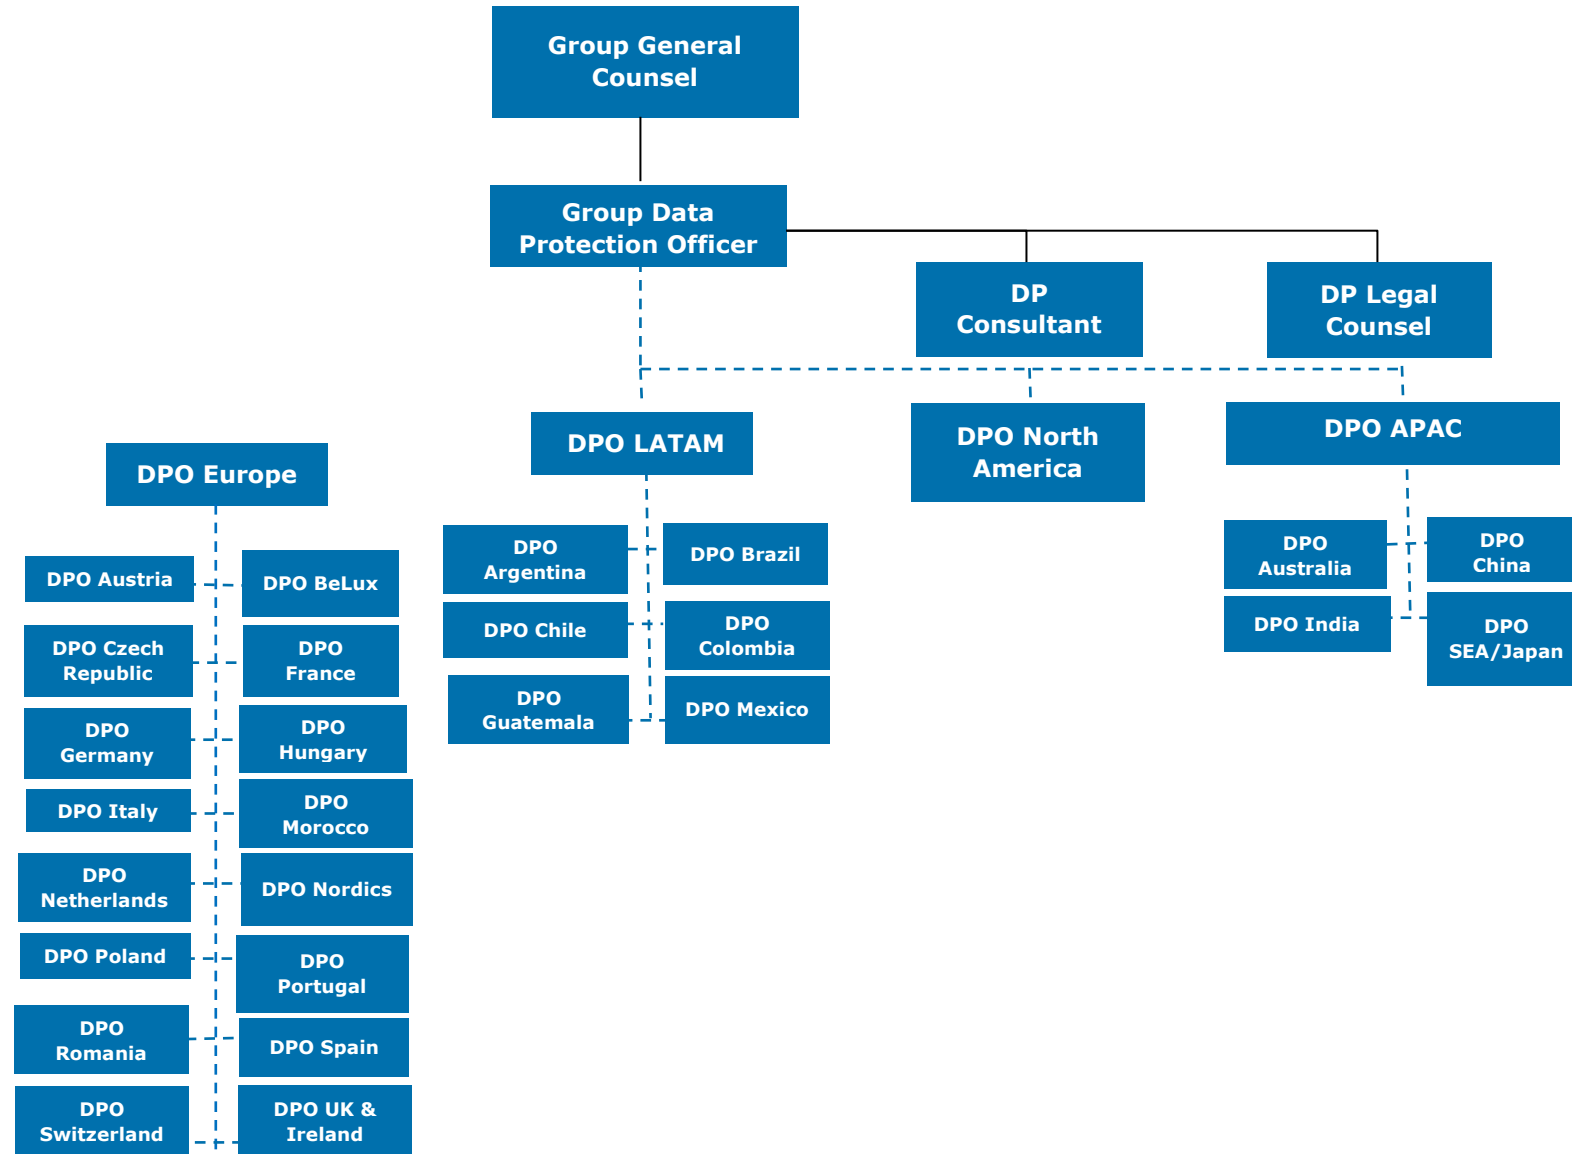 Group General
Counsel
Group Data
Protection Officer
DP
Consultant
DP Legal
Counsel
DPO LATAM
DPO North
America
DPO APAC
DPO Europe
DPO Austria
DPO BeLux
DPO Czech
Republic
DPO
France
DPO
Germany
DPO
Hungary
DPO Italy
DPO
Morocco
DPO
Netherlands
DPO Nordics
DPO Poland
DPO
Portugal
DPO
Romania
DPO Spain
DPO
Switzerland
DPO UK &
Ireland
DPO
Argentina
DPO Brazil
DPO Chile
DPO
Colombia
DPO
Guatemala
DPO Mexico
DPO
Australia
DPO
China
DPO India
DPO
SEA/Japan